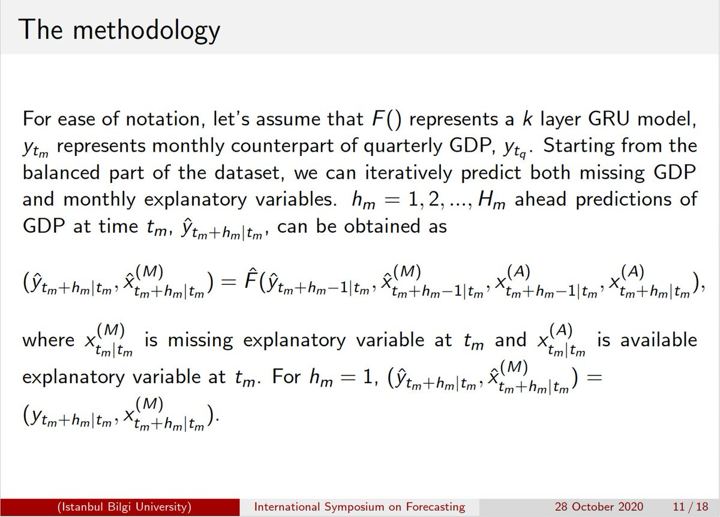 The methodology
For ease of notation, let's assume that F() represents a k layer GRU model,
y_{t_m} represents monthly counterpart of quarterly GDP, y_{t_q}. Starting from the
balanced part of the dataset, we can iteratively predict both missing GDP
and monthly explanatory variables. h_m = 1, 2, ..., H_m ahead predictions of
GDP at time t_m, ŷ_{t_m+h_m|t_m}, can be obtained as
(ŷ_{t_m+h_m|t_m}, x̂^{(M)}_{t_m+h_m|t_m}) = F̂(ŷ_{t_m+h_m−1|t_m}, x̂^{(M)}_{t_m+h_m−1|t_m}, x^{(A)}_{t_m+h_m−1|t_m}, x^{(A)}_{t_m+h_m|t_m}),
where x^{(M)}_{t_m|t_m} is missing explanatory variable at t_m and x^{(A)}_{t_m|t_m} is available
explanatory variable at t_m. For h_m = 1, (ŷ_{t_m+h_m|t_m}, x̂^{(M)}_{t_m+h_m|t_m}) =
(y_{t_m+h_m|t_m}, x^{(M)}_{t_m+h_m|t_m}).
(Istanbul Bilgi University) International Symposium on Forecasting 28 October 2020 11 / 18